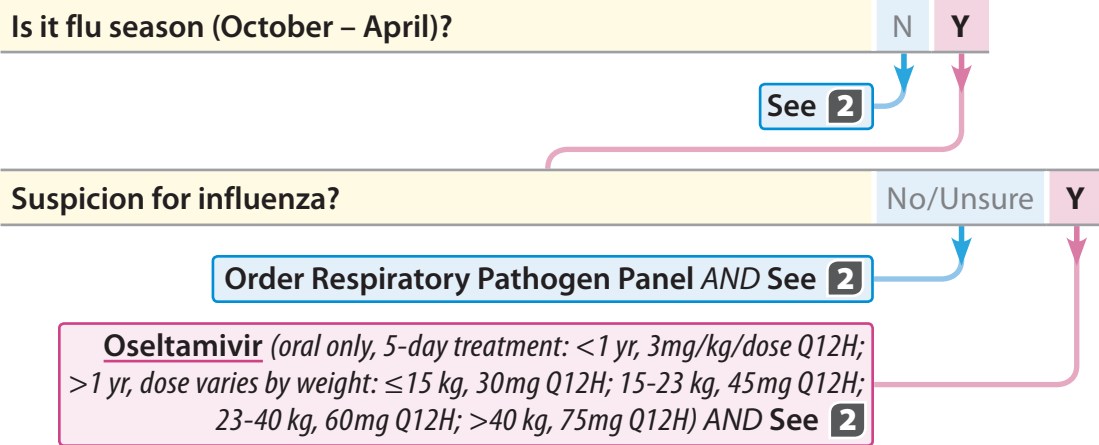 Is it flu season (October – April)? N Y
See 2
Suspicion for influenza? No/Unsure Y
Order Respiratory Pathogen Panel AND See 2
Oseltamivir (oral only, 5-day treatment: <1 yr, 3mg/kg/dose Q12H;
>1 yr, dose varies by weight: ≤15 kg, 30mg Q12H; 15-23 kg, 45mg Q12H;
23-40 kg, 60mg Q12H; >40 kg, 75mg Q12H) AND See 2